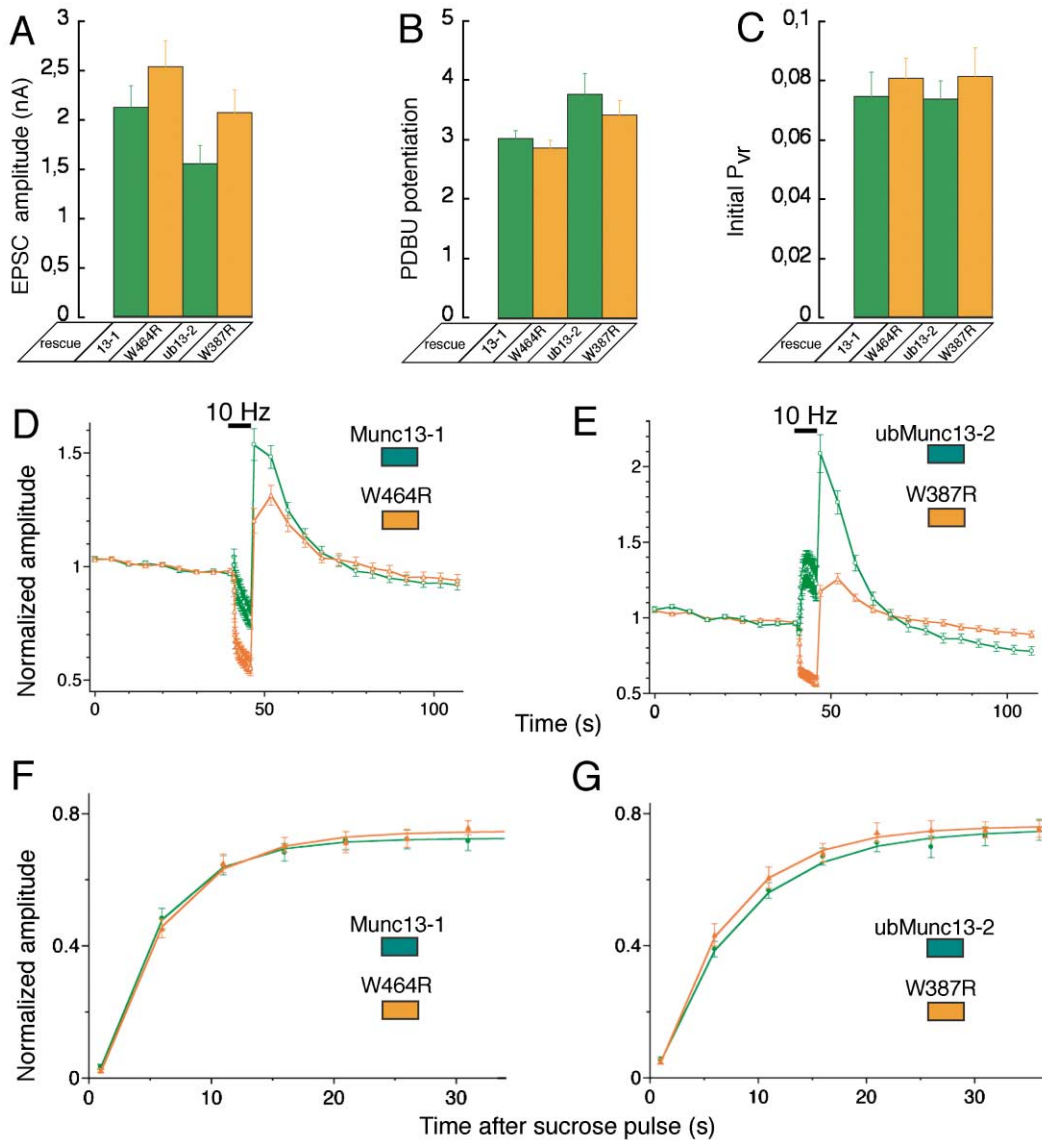 A
EPSC amplitude (nA)
3
2,5
2
1,5
1
0,5
0
rescue 13-1 W464R ub13-2 W387R
B
PDBU potentiation
5
4
3
2
1
0
rescue 13-1 W464R ub13-2 W387R
C
Initial Pvr
0,1
0,08
0,06
0,04
0,02
0
rescue 13-1 W464R ub13-2 W387R
D
10 Hz
Munc13-1
W464R
Normalized amplitude
1.5
1
0.5
0 50 100
E
10 Hz
ubMunc13-2
W387R
2
1.5
1
0.5
0 50 100
Time (s)
F
Munc13-1
W464R
Normalized amplitude
0.8
0.4
0
0 10 20 30
G
ubMunc13-2
W387R
0.8
0.4
0
0 10 20 30
Time after sucrose pulse (s)